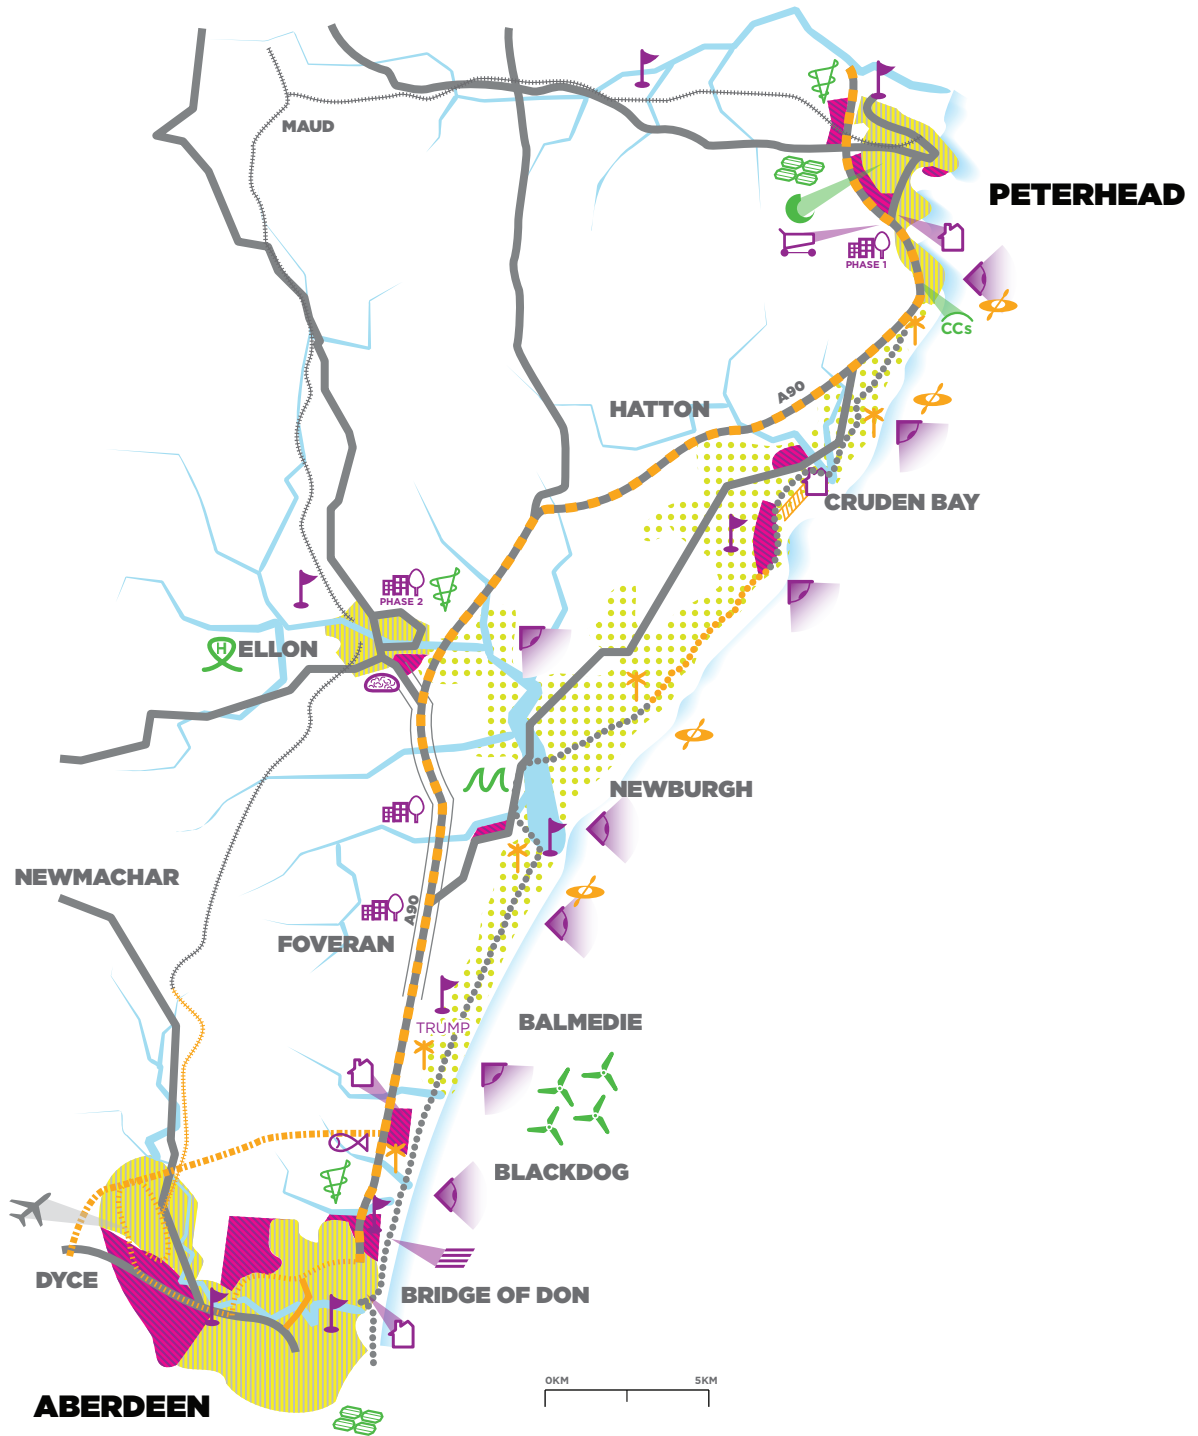 MAUD
PETERHEAD
PHASE 1
CCs
A90
HATTON
CRUDEN BAY
PHASE 2
H
ELLON
NEWBURGH
NEWMACHAR
A90
FOVERAN
TRUMP
BALMEDIE
BLACKDOG
DYCE
BRIDGE OF DON
0KM 5KM
ABERDEEN